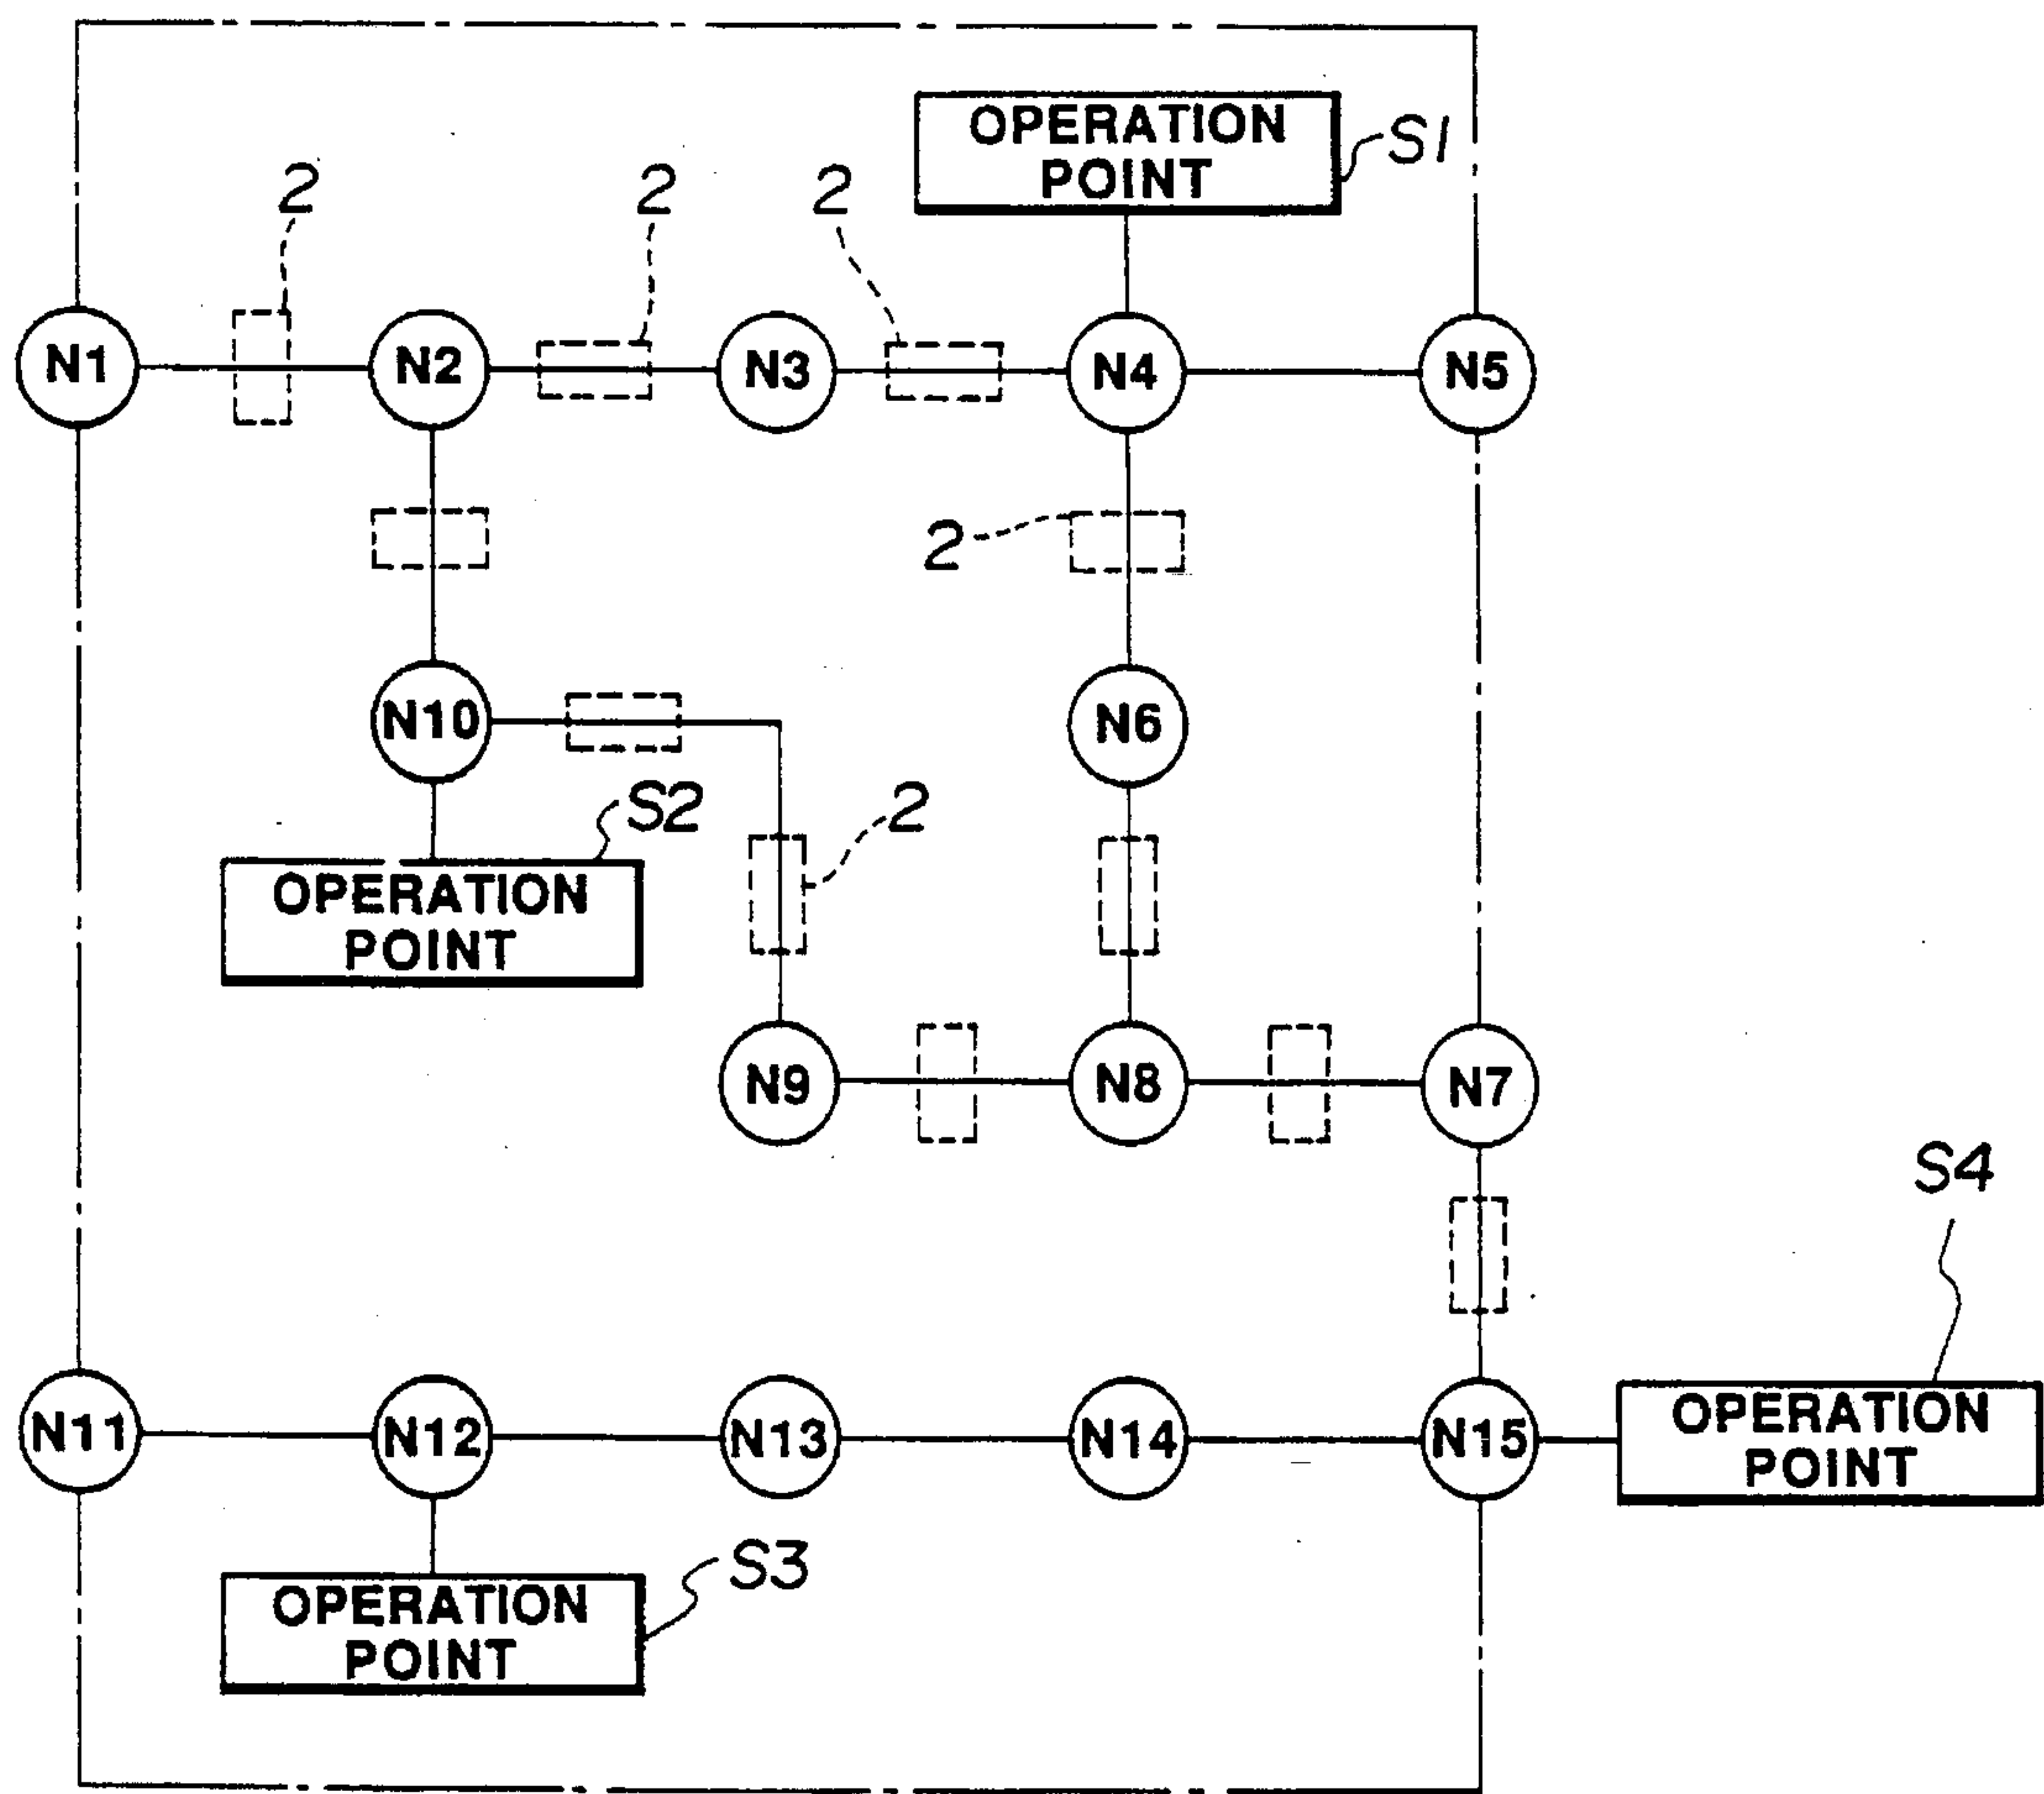 OPERATION
POINT
S1
2
2
2
N1
N2
N3
N4
N5
2
N10
N6
S2
2
OPERATION
POINT
N9
N8
N7
S4
N11
N12
N13
N14
N15
OPERATION
POINT
S3
OPERATION
POINT